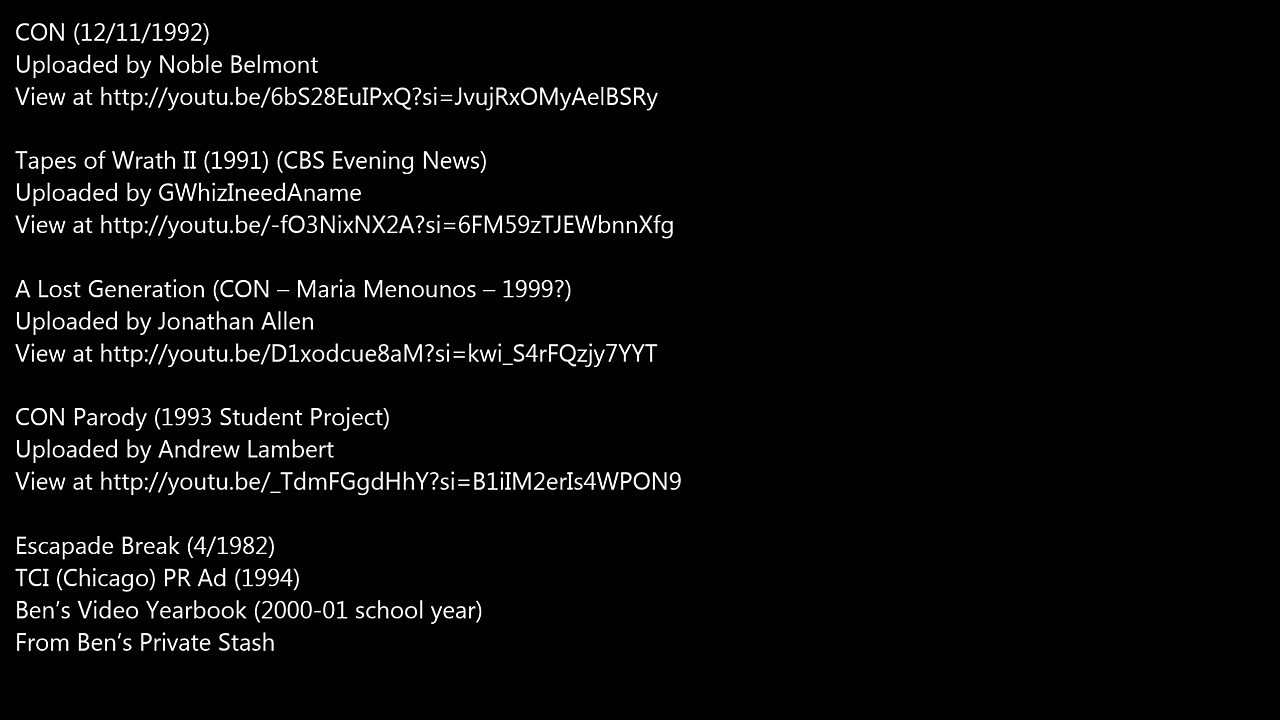 CON (12/11/1992)
Uploaded by Noble Belmont
View at http://youtu.be/6bS28EuIPxQ?si=JvujRxOMyAelBSRy
Tapes of Wrath II (1991) (CBS Evening News)
Uploaded by GWhizIneedAname
View at http://youtu.be/-fO3NixNX2A?si=6FM59zTJEWbnnXfg
A Lost Generation (CON – Maria Menounos – 1999?)
Uploaded by Jonathan Allen
View at http://youtu.be/D1xodcue8aM?si=kwi_S4rFQzjy7YYT
CON Parody (1993 Student Project)
Uploaded by Andrew Lambert
View at http://youtu.be/_TdmFGgdHhY?si=B1iIM2erIs4WPON9
Escapade Break (4/1982)
TCI (Chicago) PR Ad (1994)
Ben’s Video Yearbook (2000-01 school year)
From Ben’s Private Stash